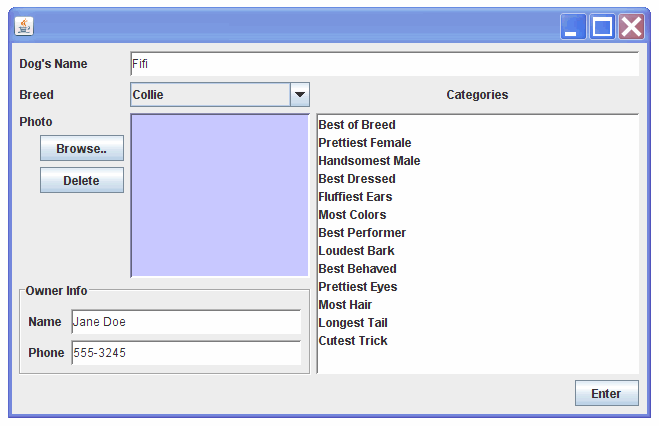 Dog's Name Fifi
Breed Collie Categories
Photo
Browse..
Delete
Best of Breed
Prettiest Female
Handsomest Male
Best Dressed
Fluffiest Ears
Most Colors
Best Performer
Loudest Bark
Best Behaved
Prettiest Eyes
Most Hair
Longest Tail
Cutest Trick
Owner Info
Name Jane Doe
Phone 555-3245
Enter